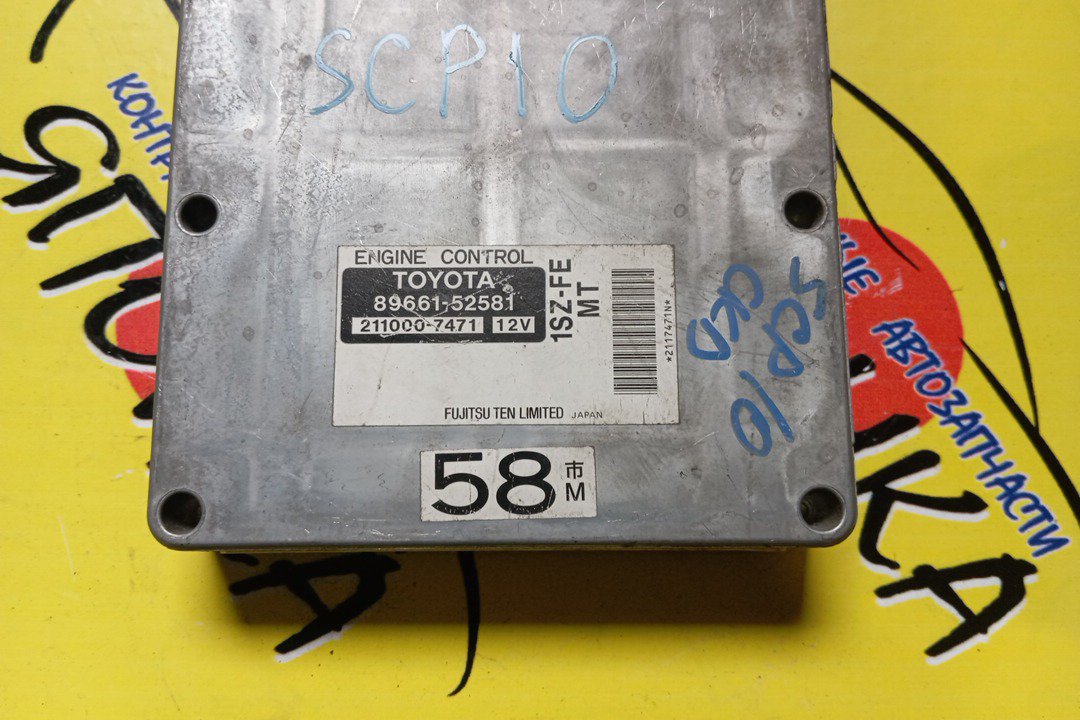 SCP10
ENGINE CONTROL
TOYOTA
89661-52581
211000-7471 12V
1SZ-FE
MT
*2117471N*
FUJITSU TEN LIMITED JAPAN
58 市
M
SCP10
СКД
АВТОЗАПЧАСТИ